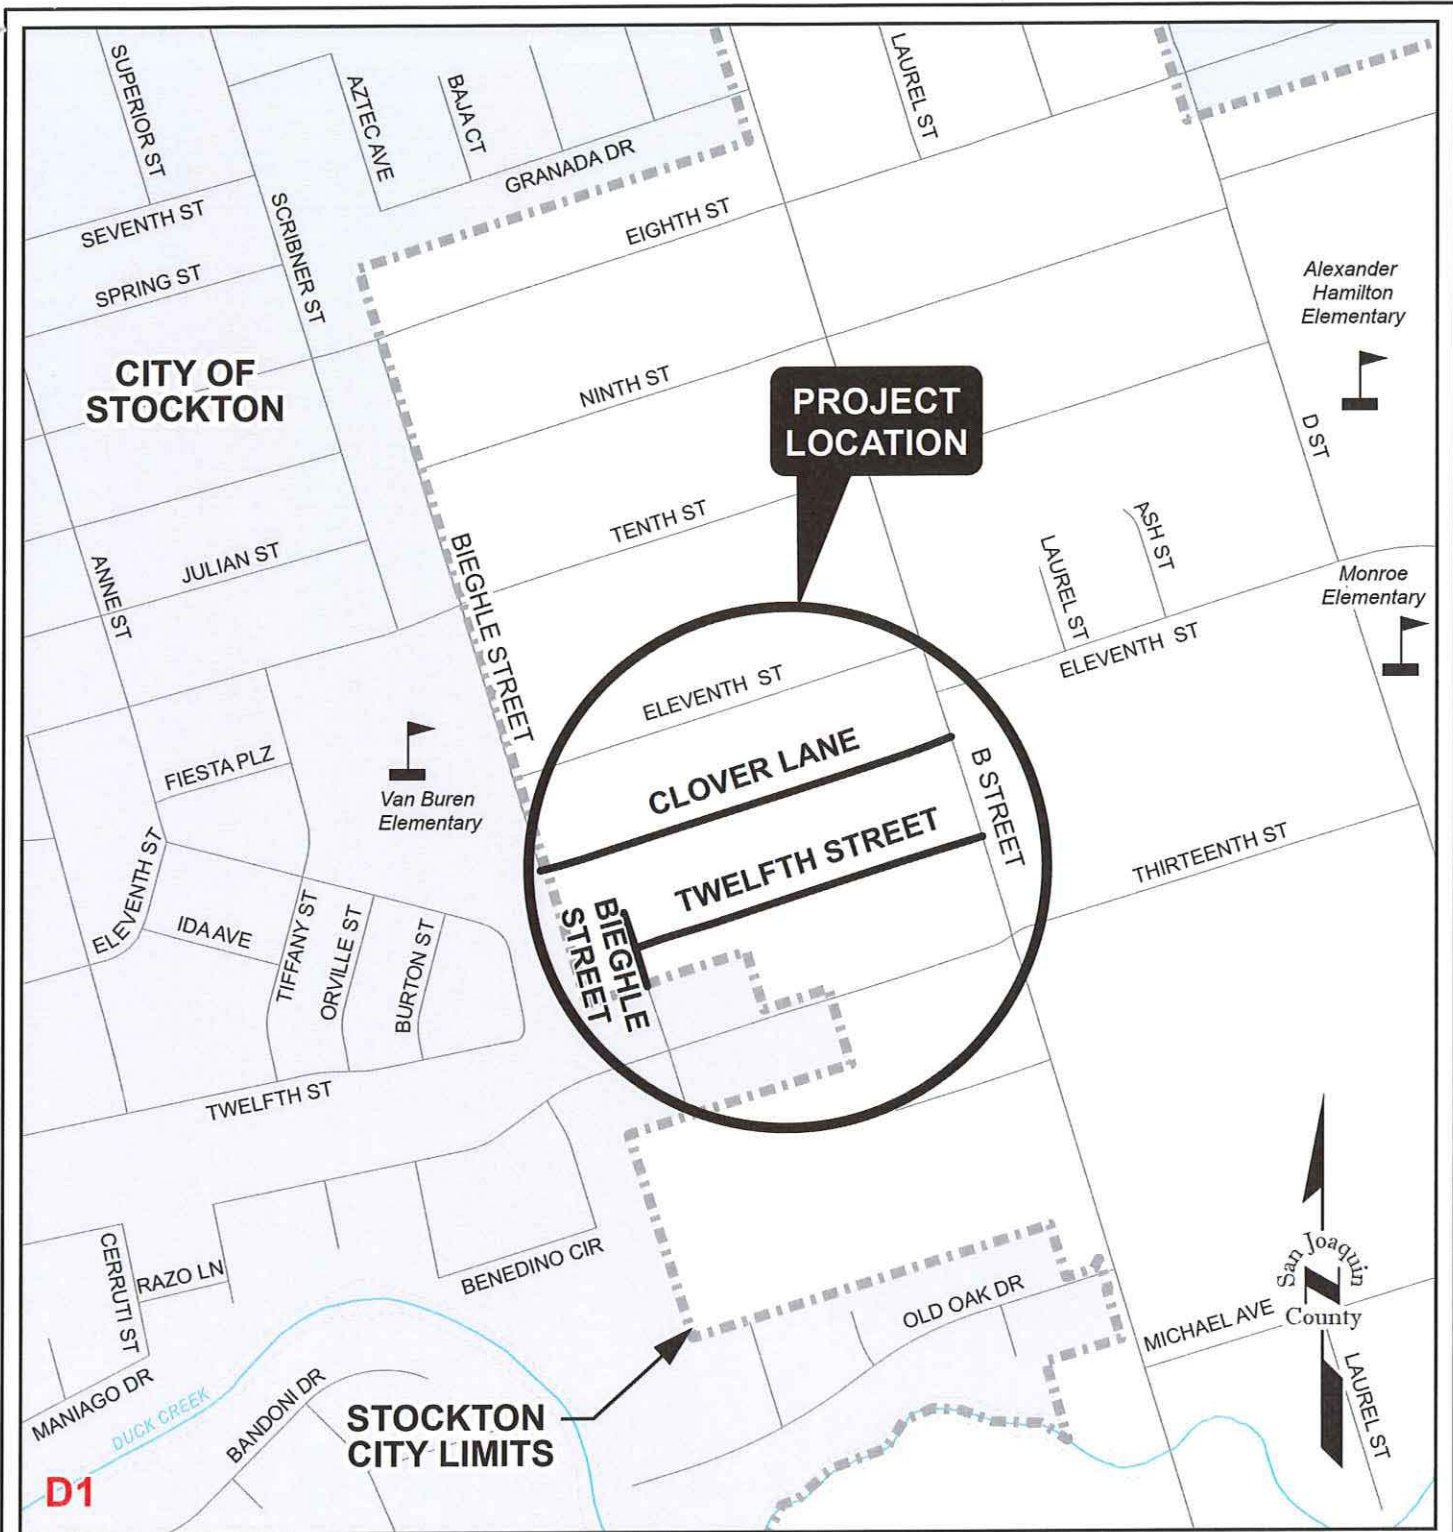 SUPERIOR ST
AZTEC AVE
BAJA CT
LAUREL ST
GRANADA DR
SEVENTH ST
SCRIBNER ST
EIGHTH ST
SPRING ST
Alexander
Hamilton
Elementary
CITY OF
STOCKTON
NINTH ST
PROJECT
LOCATION
D ST
TENTH ST
BIEGHLE STREET
JULIAN ST
ANNE ST
LAUREL ST
ASH ST
Monroe
Elementary
ELEVENTH ST
ELEVENTH ST
FIESTA PLZ
Van Buren
Elementary
CLOVER LANE
B STREET
TWELFTH STREET
THIRTEENTH ST
ELEVENTH ST
IDA AVE
TIFFANY ST
ORVILLE ST
BURTON ST
BIEGHLE
STREET
TWELFTH ST
CERRUTI ST
RAZO LN
BENEDINO CIR
OLD OAK DR
MICHAEL AVE
San Joaquin
N
County
LAUREL ST
MANIAGO DR
DUCK CREEK
BANDONI DR
STOCKTON
CITY LIMITS
D1